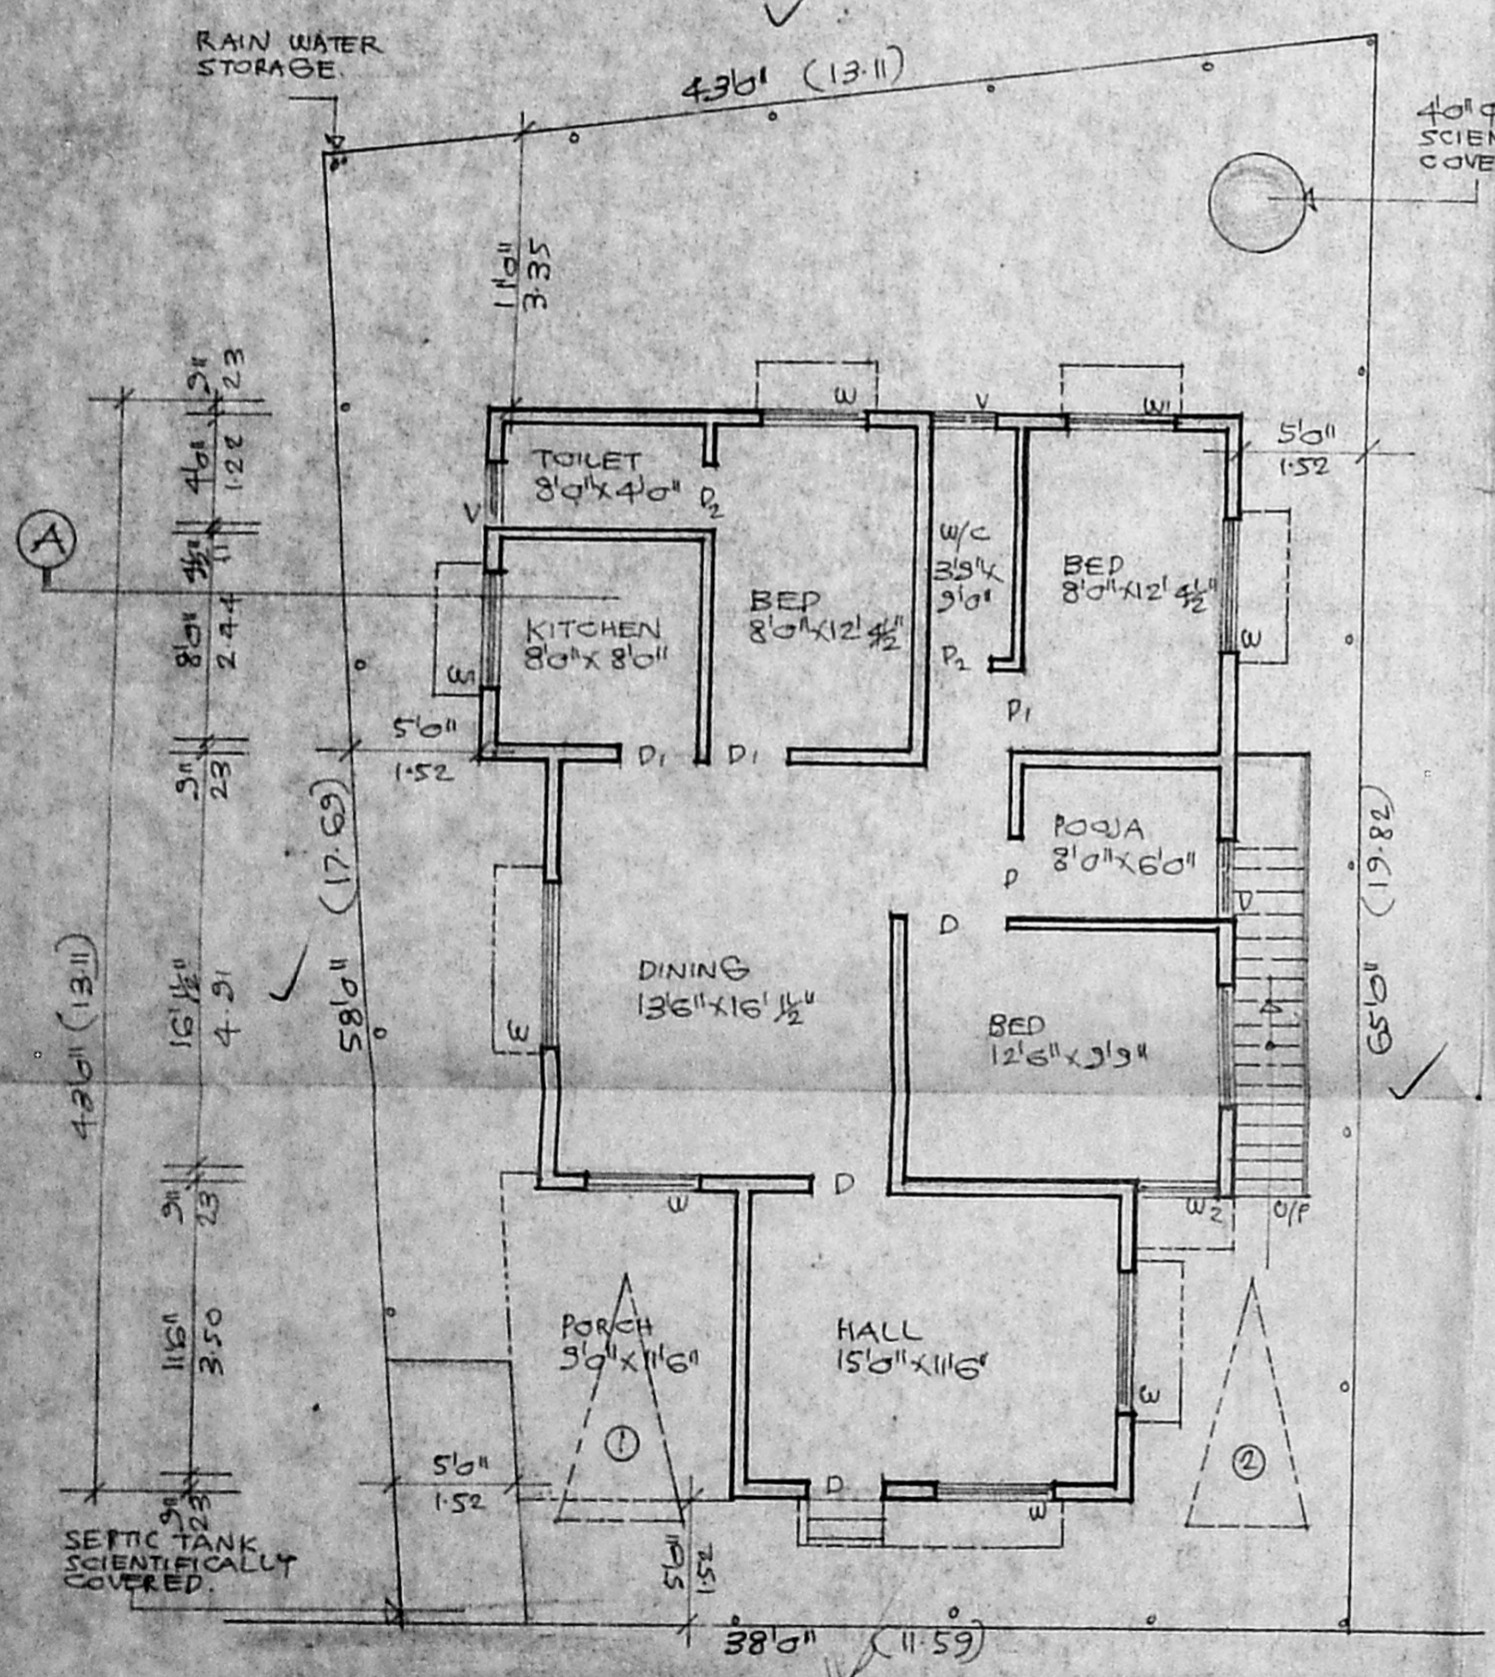 RAIN WATER
STORAGE.
43'0" (13.11)
4'0"
SCIEN
COVE
11'0"
3.35
9"
23
4'0"
1.22
4½"
11
8'0"
2.44
9"
23
16'1½"
4.91
9"
23
11'6"
3.50
9"
23
43'0" (13.11)
58'0" (17.69)
65'0" (19.82)
A
W
V
W1
5'0"
1.52
TOILET
8'0"X4'0"
D2
V
W/C
3'9"X
9'0"
D2
BED
8'0"X12'4½"
W
BED
8'0"X12'4½"
KITCHEN
8'0"X 8'0"
W1
5'0"
1.52
D1
D1
D1
POOJA
8'0"X6'0"
D
D
D
DINING
13'6"X16'1½"
W
BED
12'6"X9'9"
W
D
W2
O/P
PORCH
9'0"X11'6"
HALL
15'0"X11'6"
W
1
2
5'0"
1.52
D
W
SEPTIC TANK
SCIENTIFICALLY
COVERED.
5'0"
1.52
38'0" (11.59)